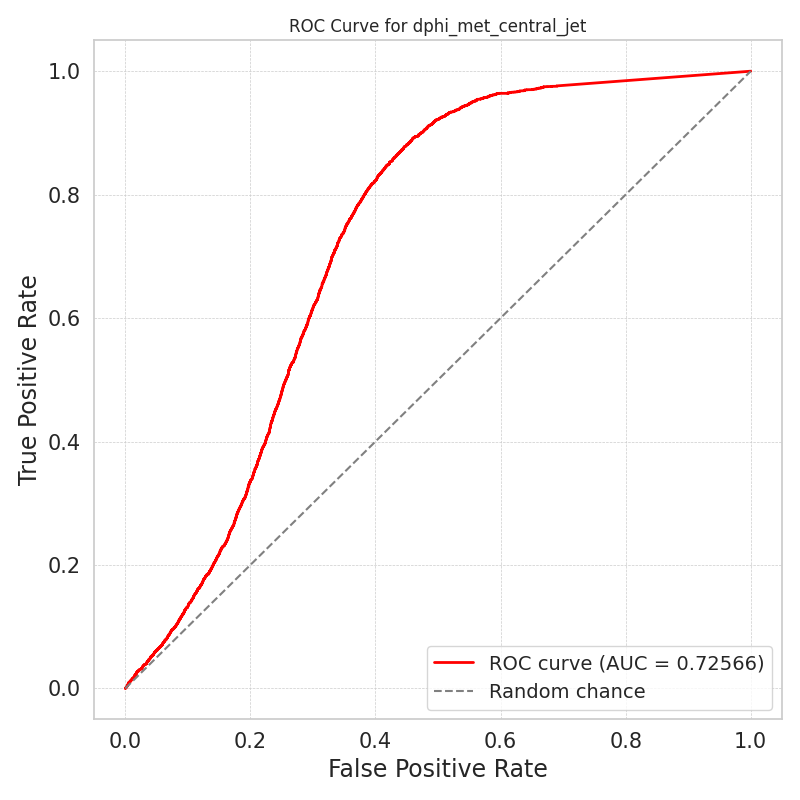 ROC Curve for dphi_met_central_jet
1.0
0.8
0.6
0.4
0.2
0.0
True Positive Rate
ROC curve (AUC = 0.72566)
Random chance
0.0 0.2 0.4 0.6 0.8 1.0
False Positive Rate